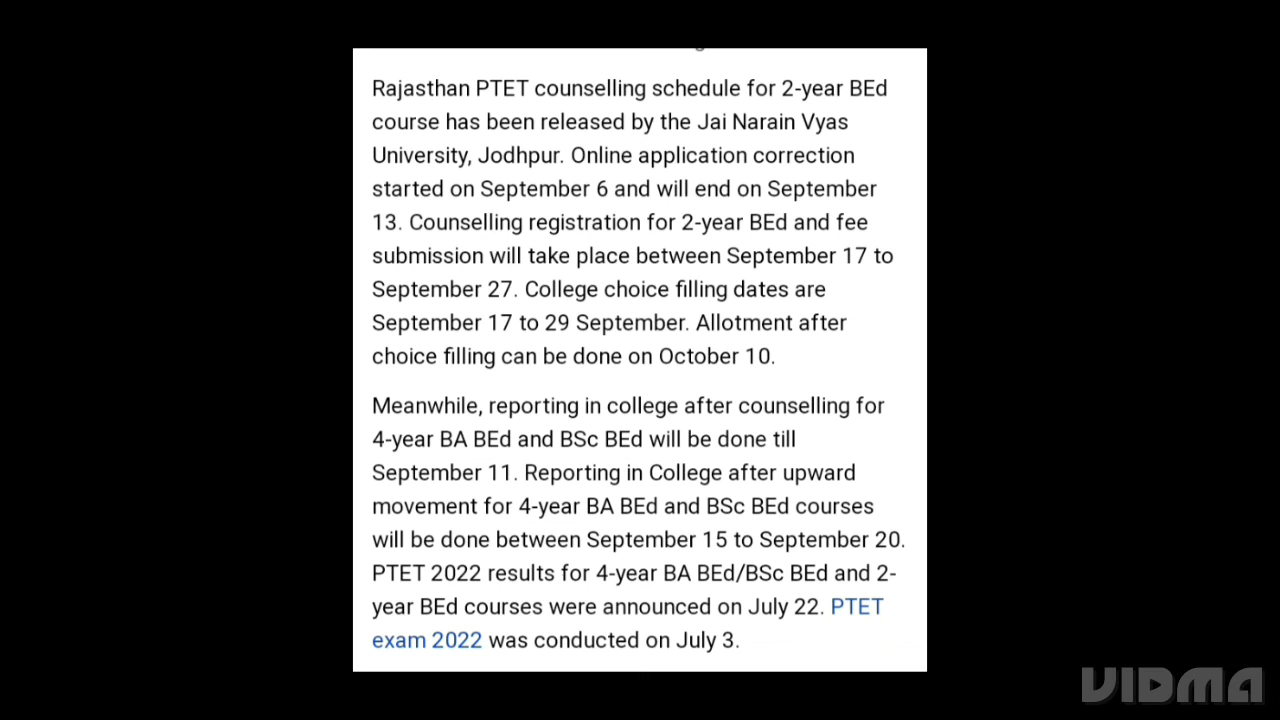 Rajasthan PTET counselling schedule for 2-year BEd
course has been released by the Jai Narain Vyas
University, Jodhpur. Online application correction
started on September 6 and will end on September
13. Counselling registration for 2-year BEd and fee
submission will take place between September 17 to
September 27. College choice filling dates are
September 17 to 29 September. Allotment after
choice filling can be done on October 10.
Meanwhile, reporting in college after counselling for
4-year BA BEd and BSc BEd will be done till
September 11. Reporting in College after upward
movement for 4-year BA BEd and BSc BEd courses
will be done between September 15 to September 20.
PTET 2022 results for 4-year BA BEd/BSc BEd and 2-
year BEd courses were announced on July 22. PTET
exam 2022 was conducted on July 3.
VIDMA